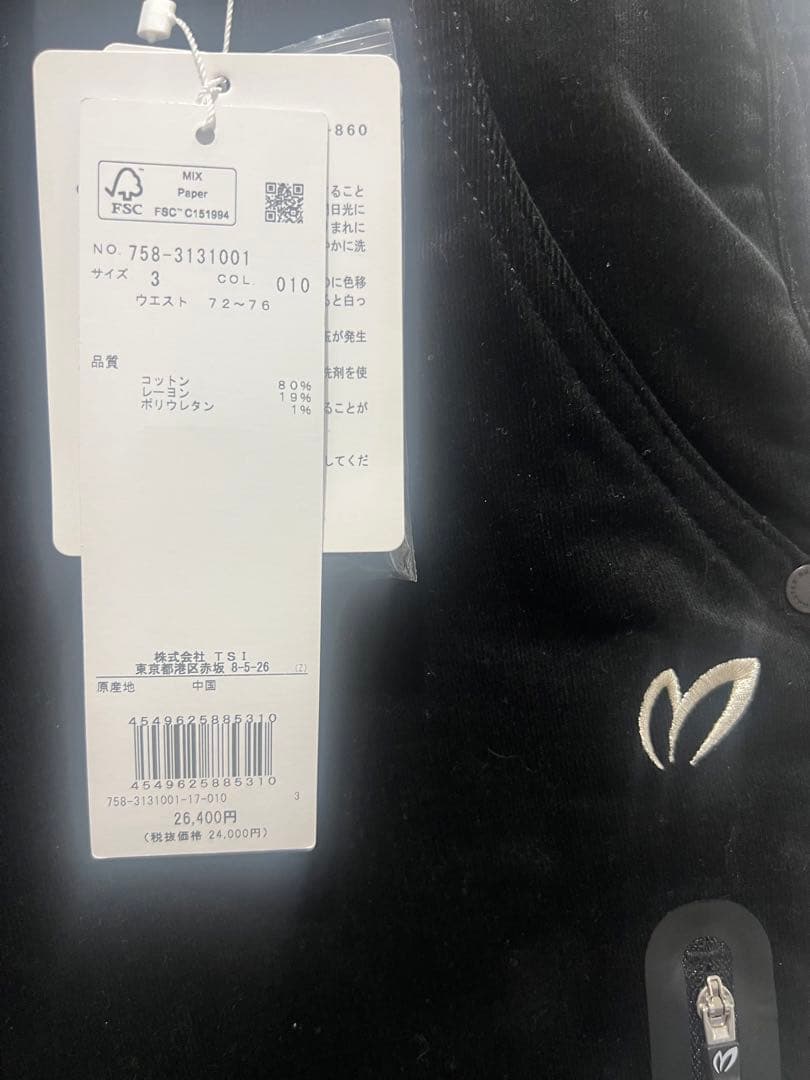 MIX
Paper
FSC
FSC™ C151994
NO. 758-3131001
サイズ 3 COL. 010
ウエスト 72～76
品質
コットン 80%
レーヨン 19%
ポリウレタン 1%
株式会社 TSI
東京都港区赤坂 8-5-26 (Z)
原産地 中国
4549625885310
4549625885310
758-3131001-17-010 3
26,400円
(税抜価格 24,000円)
860
ること
日光に
まれに
やかに洗
に色移
と白っ
玉が発生
洗剤を使
ることが
してくだ